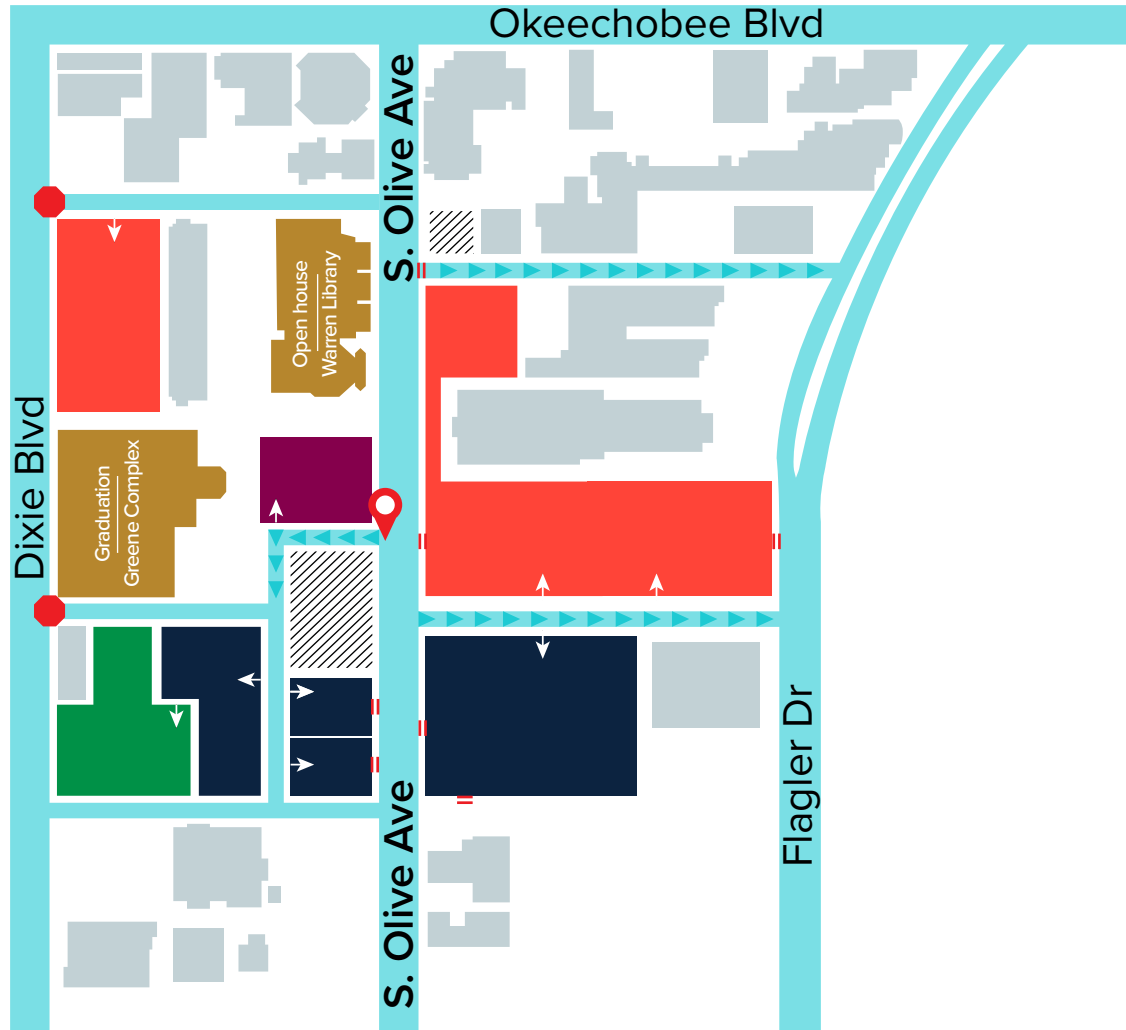 Okeechobee Blvd
S. Olive Ave
Open house
Warren Library
Dixie Blvd
Graduation
Greene Complex
Flagler Dr
S. Olive Ave